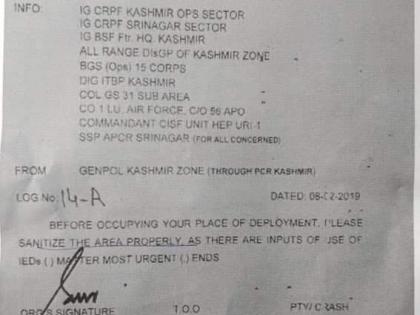 INFO: IG CRPF KASHMIR OPS SECTOR
IG CRPF SRINAGAR SECTOR
IG BSF Ftr. HQ. KASHMIR
ALL RANGE DIsGP OF KASHMIR ZONE
BGS (Ops) 15 CORPS
DIG ITBP KASHMIR
COL GS 31 SUB AREA
CO 1 LU, AIR FORCE, C/O 56 APO
COMMANDANT CISF UNIT HEP URI-1
SSP APCR SRINAGAR (FOR ALL CONCERNED)
FROM GENPOL KASHMIR ZONE (THROUGH PCR KASHMIR)
LOG No. 14-A DATED: 08-02-2019
BEFORE OCCUPYING YOUR PLACE OF DEPLOYMENT, PLEASE
SANITIZE THE AREA PROPERLY, AS THERE ARE INPUTS OF USE OF
IEDs (.) MATTER MOST URGENT (.) ENDS
SIGNATURE T.O.O PTY/ CRASH